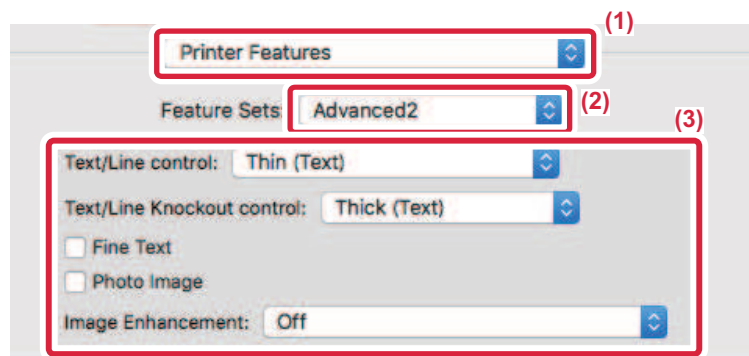 (1)
Printer Features
Feature Sets: Advanced2 (2)
(3)
Text/Line control: Thin (Text)
Text/Line Knockout control: Thick (Text)
Fine Text
Photo Image
Image Enhancement: Off